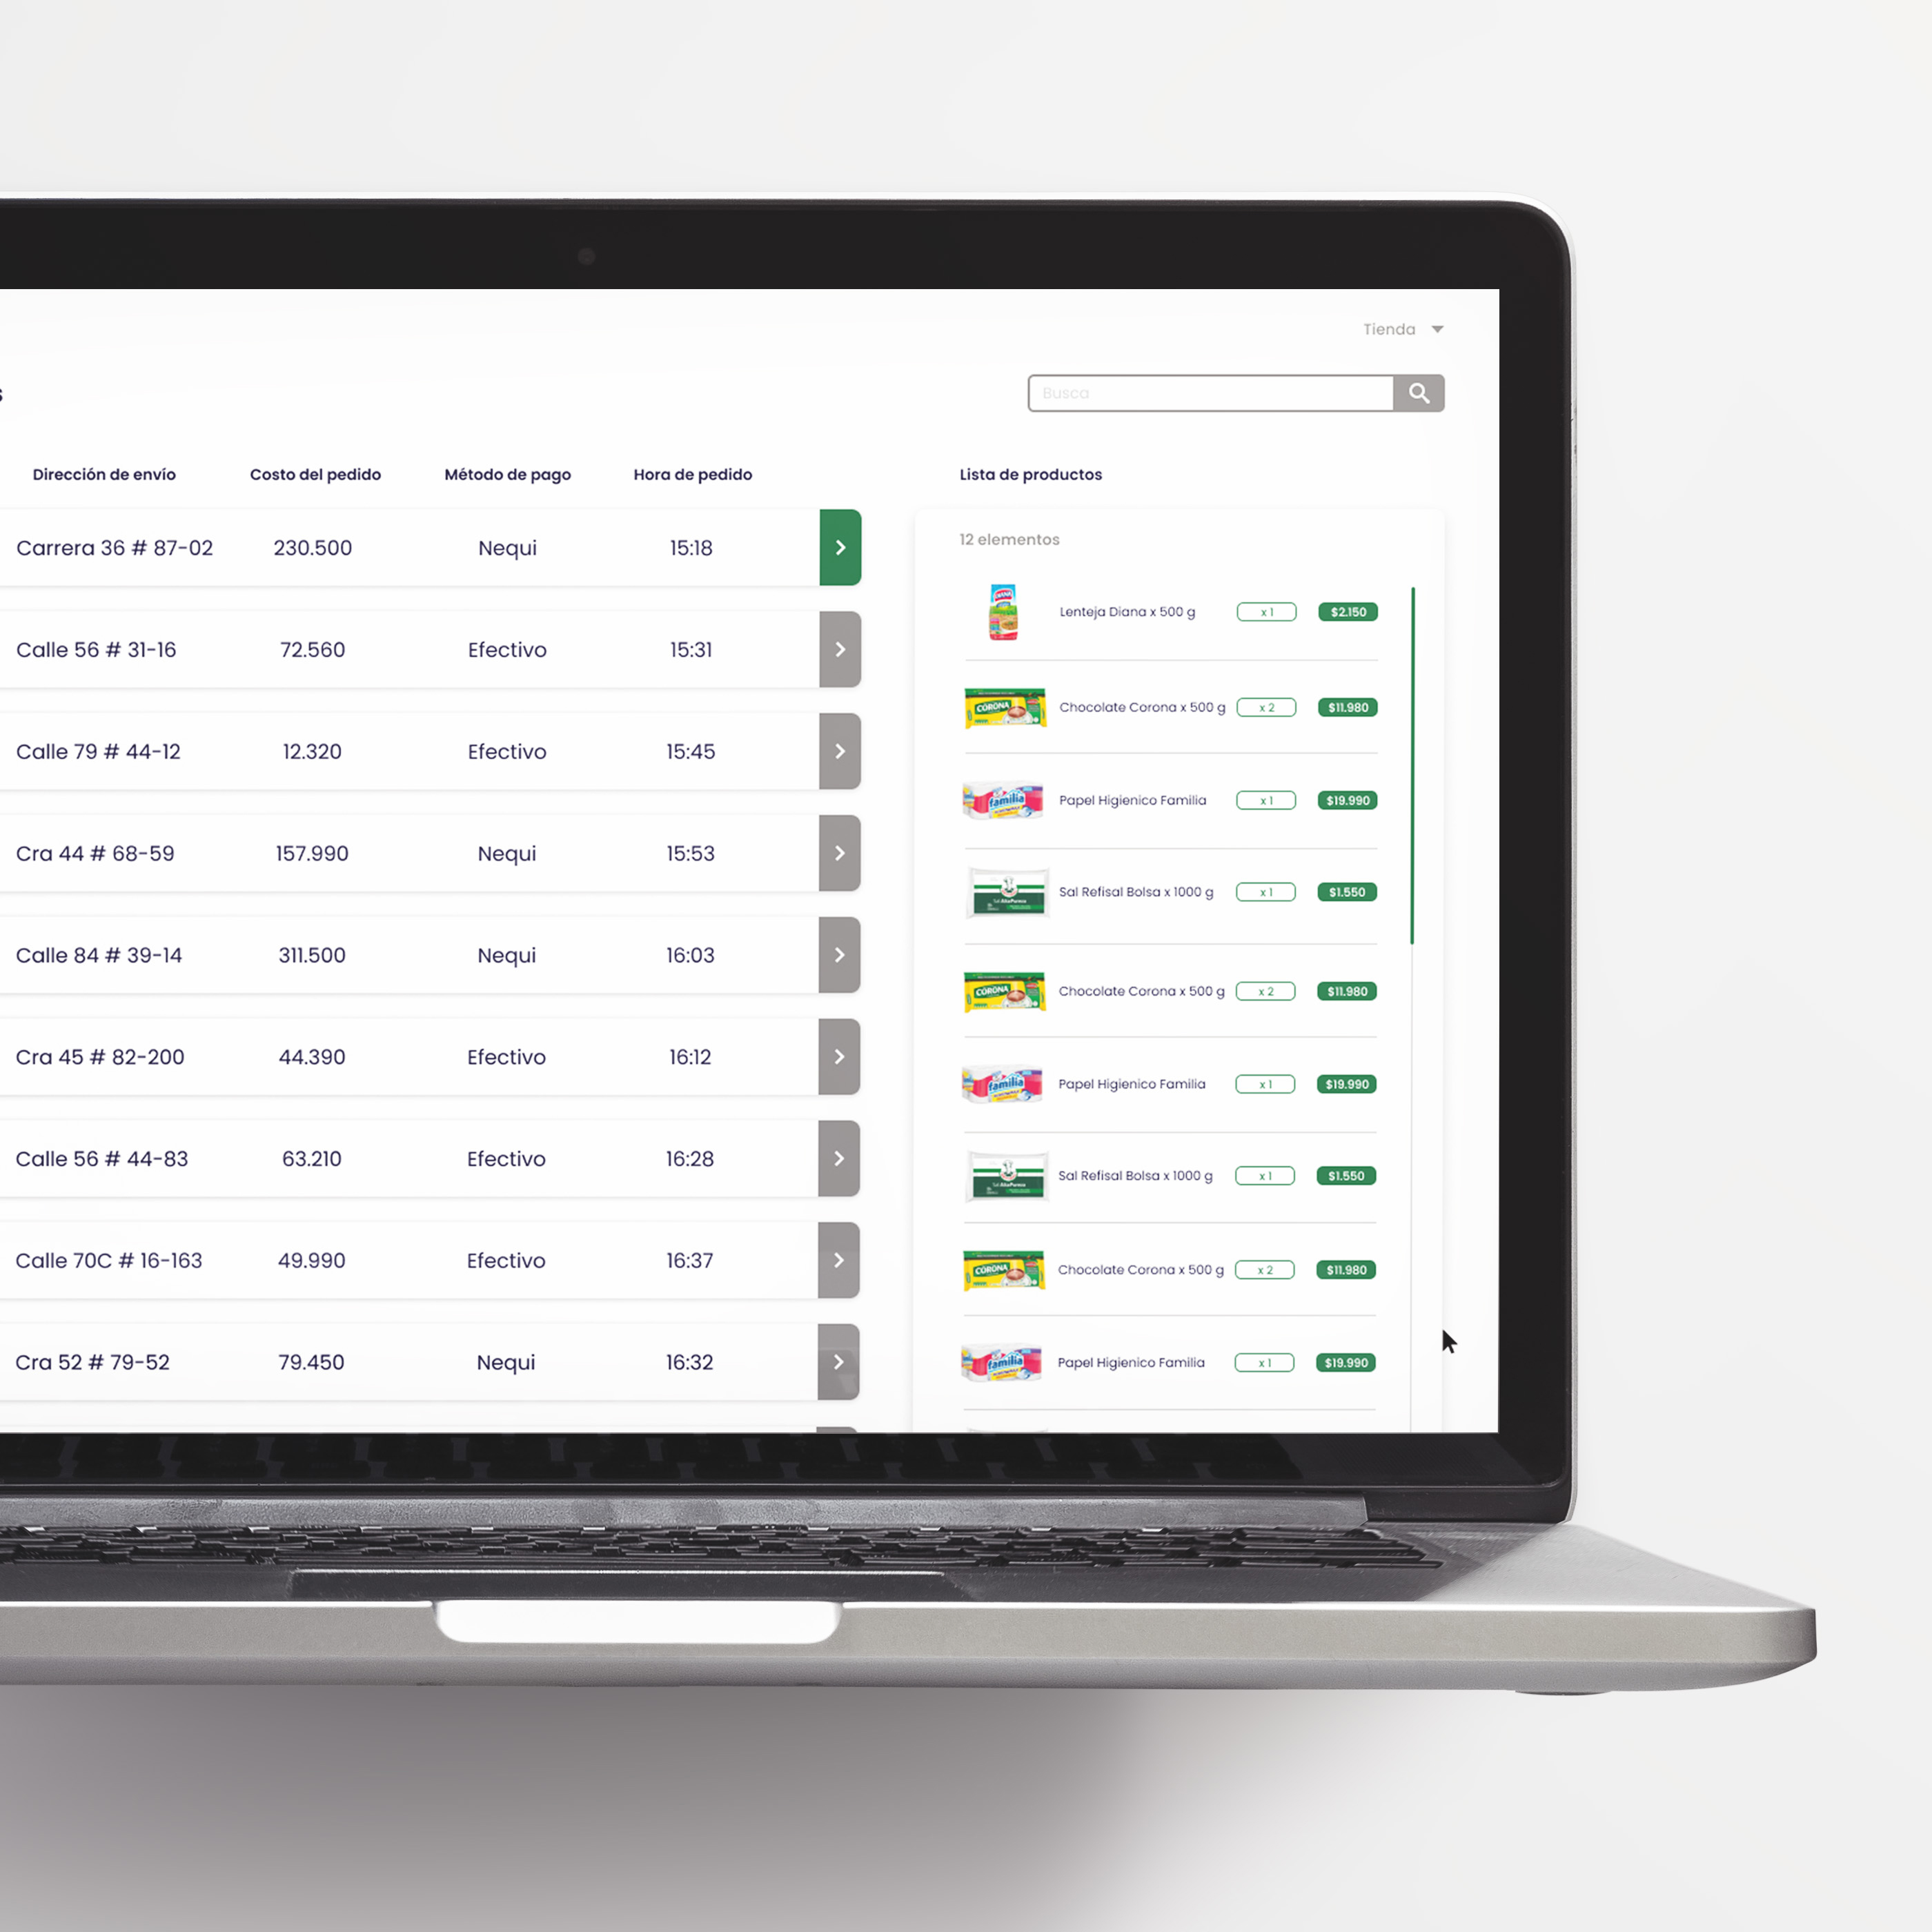 Tienda
s
Busca
Dirección de envío Costo del pedido Método de pago Hora de pedido Lista de productos
12 elementos
Carrera 36 # 87-02 230.500 Nequi 15:18
Calle 56 # 31-16 72.560 Efectivo 15:31
Calle 79 # 44-12 12.320 Efectivo 15:45
Cra 44 # 68-59 157.990 Nequi 15:53
Calle 84 # 39-14 311.500 Nequi 16:03
Cra 45 # 82-200 44.390 Efectivo 16:12
Calle 56 # 44-83 63.210 Efectivo 16:28
Calle 70C # 16-163 49.990 Efectivo 16:37
Cra 52 # 79-52 79.450 Nequi 16:32
Lenteja Diana x 500 g x 1 $2.150
CORONA Chocolate Corona x 500 g x 2 $11.980
familia Papel Higienico Familia x 1 $19.990
Sal Refisal Bolsa x 1000 g x 1 $1.550
CORONA Chocolate Corona x 500 g x 2 $11.980
familia Papel Higienico Familia x 1 $19.990
Sal Refisal Bolsa x 1000 g x 1 $1.550
CORONA Chocolate Corona x 500 g x 2 $11.980
familia Papel Higienico Familia x 1 $19.990